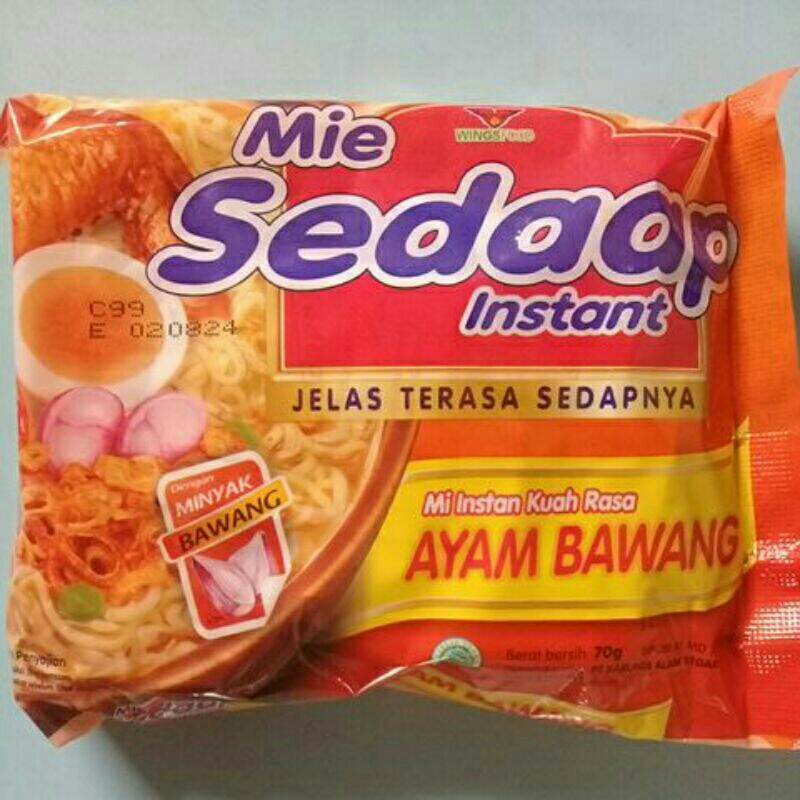 WINGSFOOD
Mie
Sedaap
Instant
JELAS TERASA SEDAPNYA
C99
E 020824
Dengan
MINYAK
BAWANG
Mi Instan Kuah Rasa
AYAM BAWANG
Berat bersih 70g
Penyajian